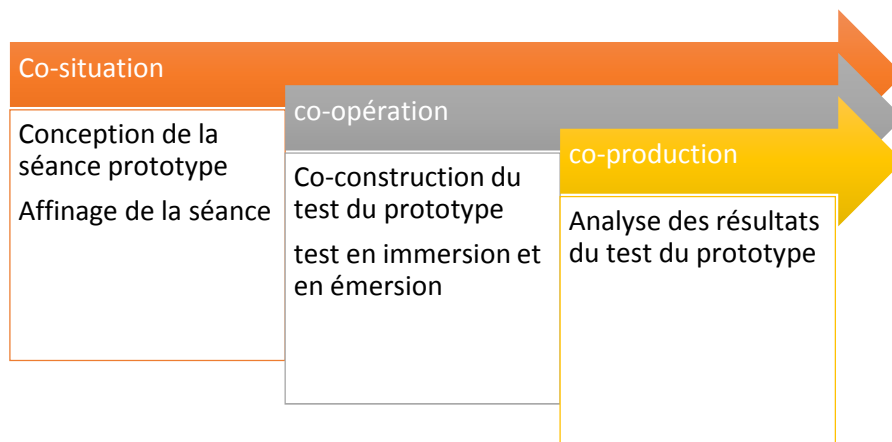 Co-situation
Conception de la
séance prototype
Affinage de la séance
co-opération
Co-construction du
test du prototype
test en immersion et
en émersion
co-production
Analyse des résultats
du test du prototype